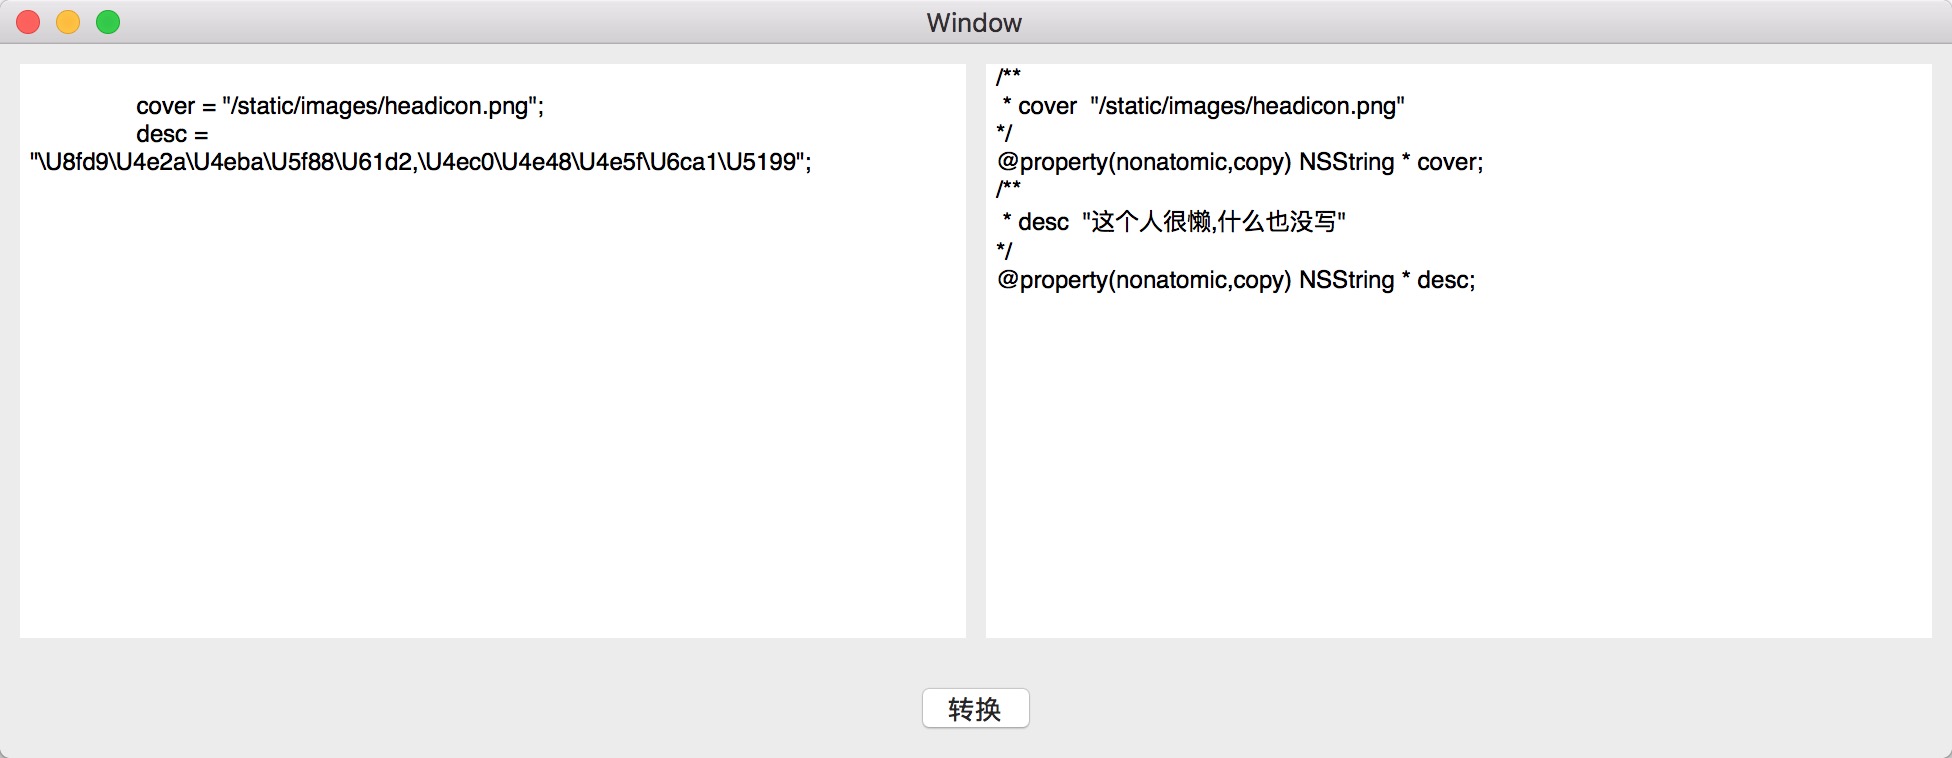 Window
cover = "/static/images/headicon.png";
desc =
"\U8fd9\U4e2a\U4eba\U5f88\U61d2,\U4ec0\U4e48\U4e5f\U6ca1\U5199";
/**
* cover  "/static/images/headicon.png"
*/
@property(nonatomic,copy) NSString * cover;
/**
* desc  "这个人很懒,什么也没写"
*/
@property(nonatomic,copy) NSString * desc;
转换